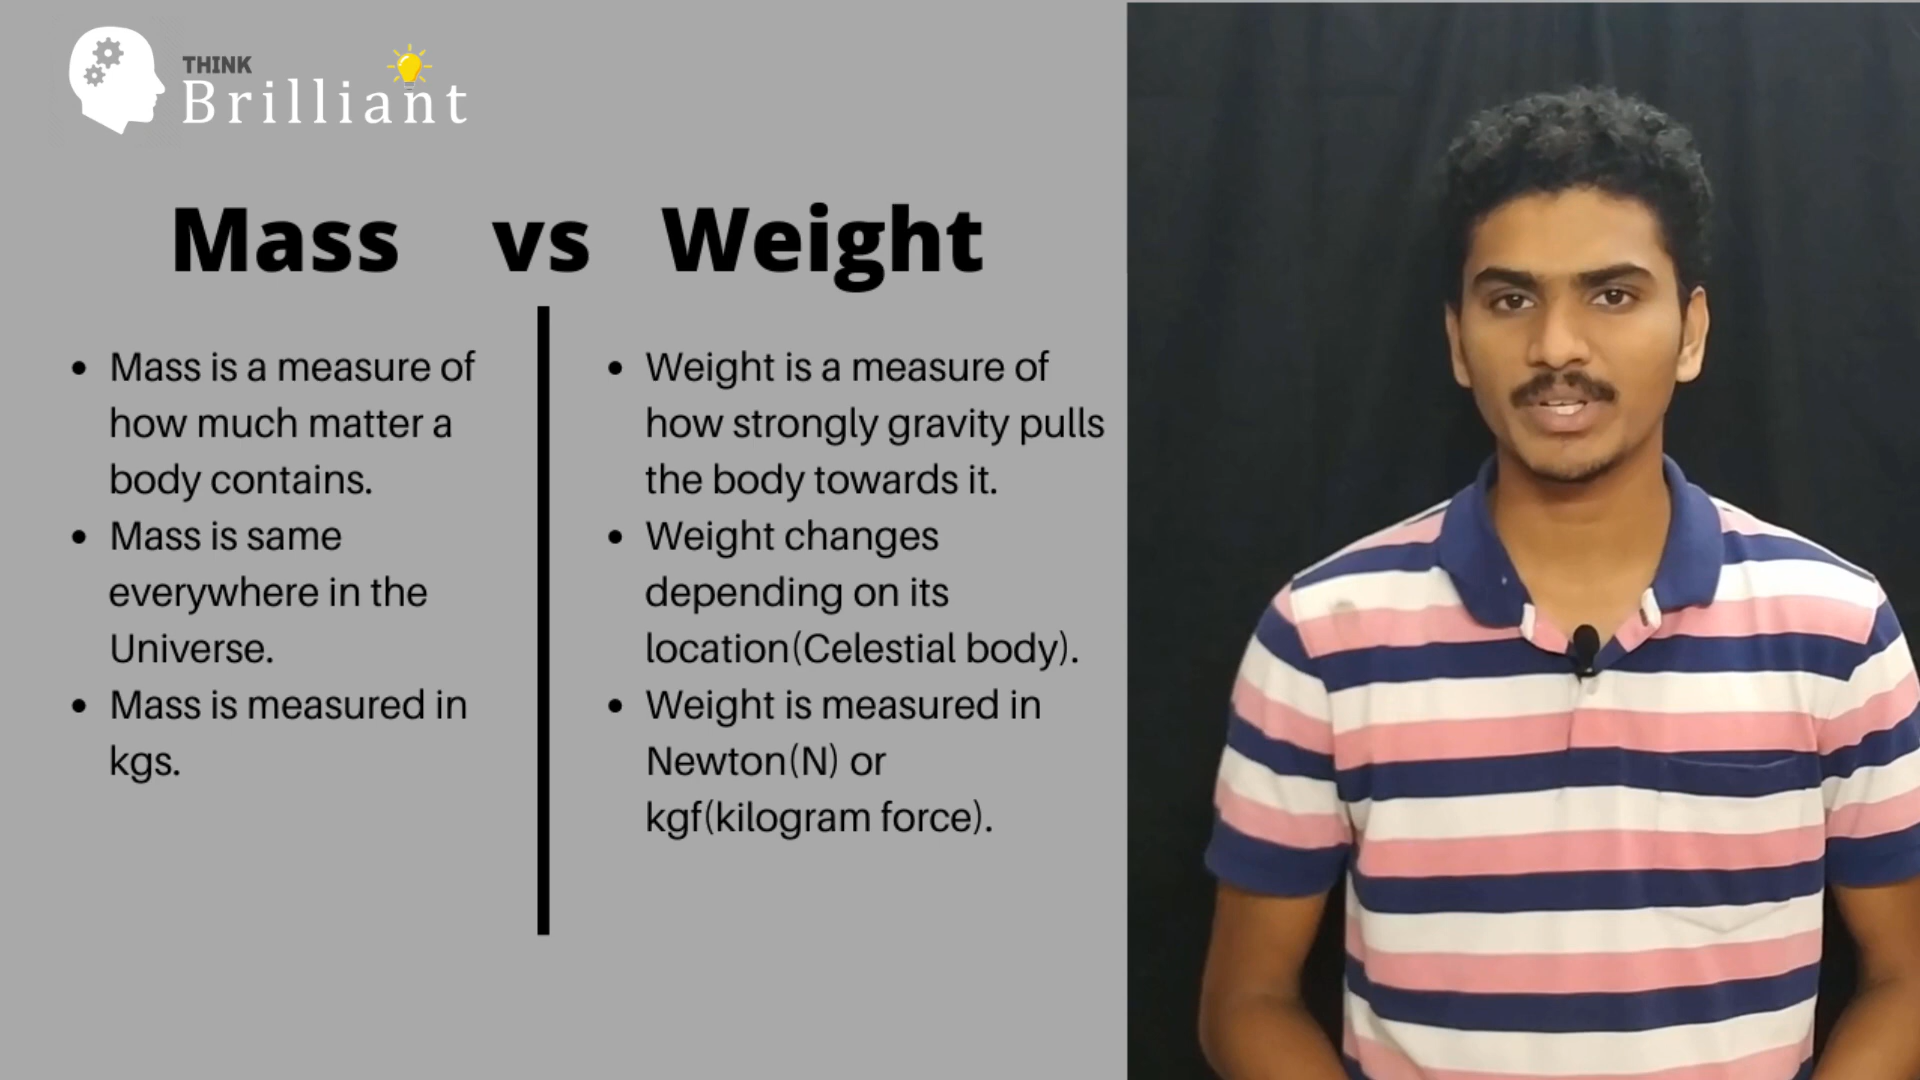 THINK
Brilliant
Mass vs Weight
• Mass is a measure of
how much matter a
body contains.
• Mass is same
everywhere in the
Universe.
• Mass is measured in
kgs.
• Weight is a measure of
how strongly gravity pulls
the body towards it.
• Weight changes
depending on its
location(Celestial body).
• Weight is measured in
Newton(N) or
kgf(kilogram force).